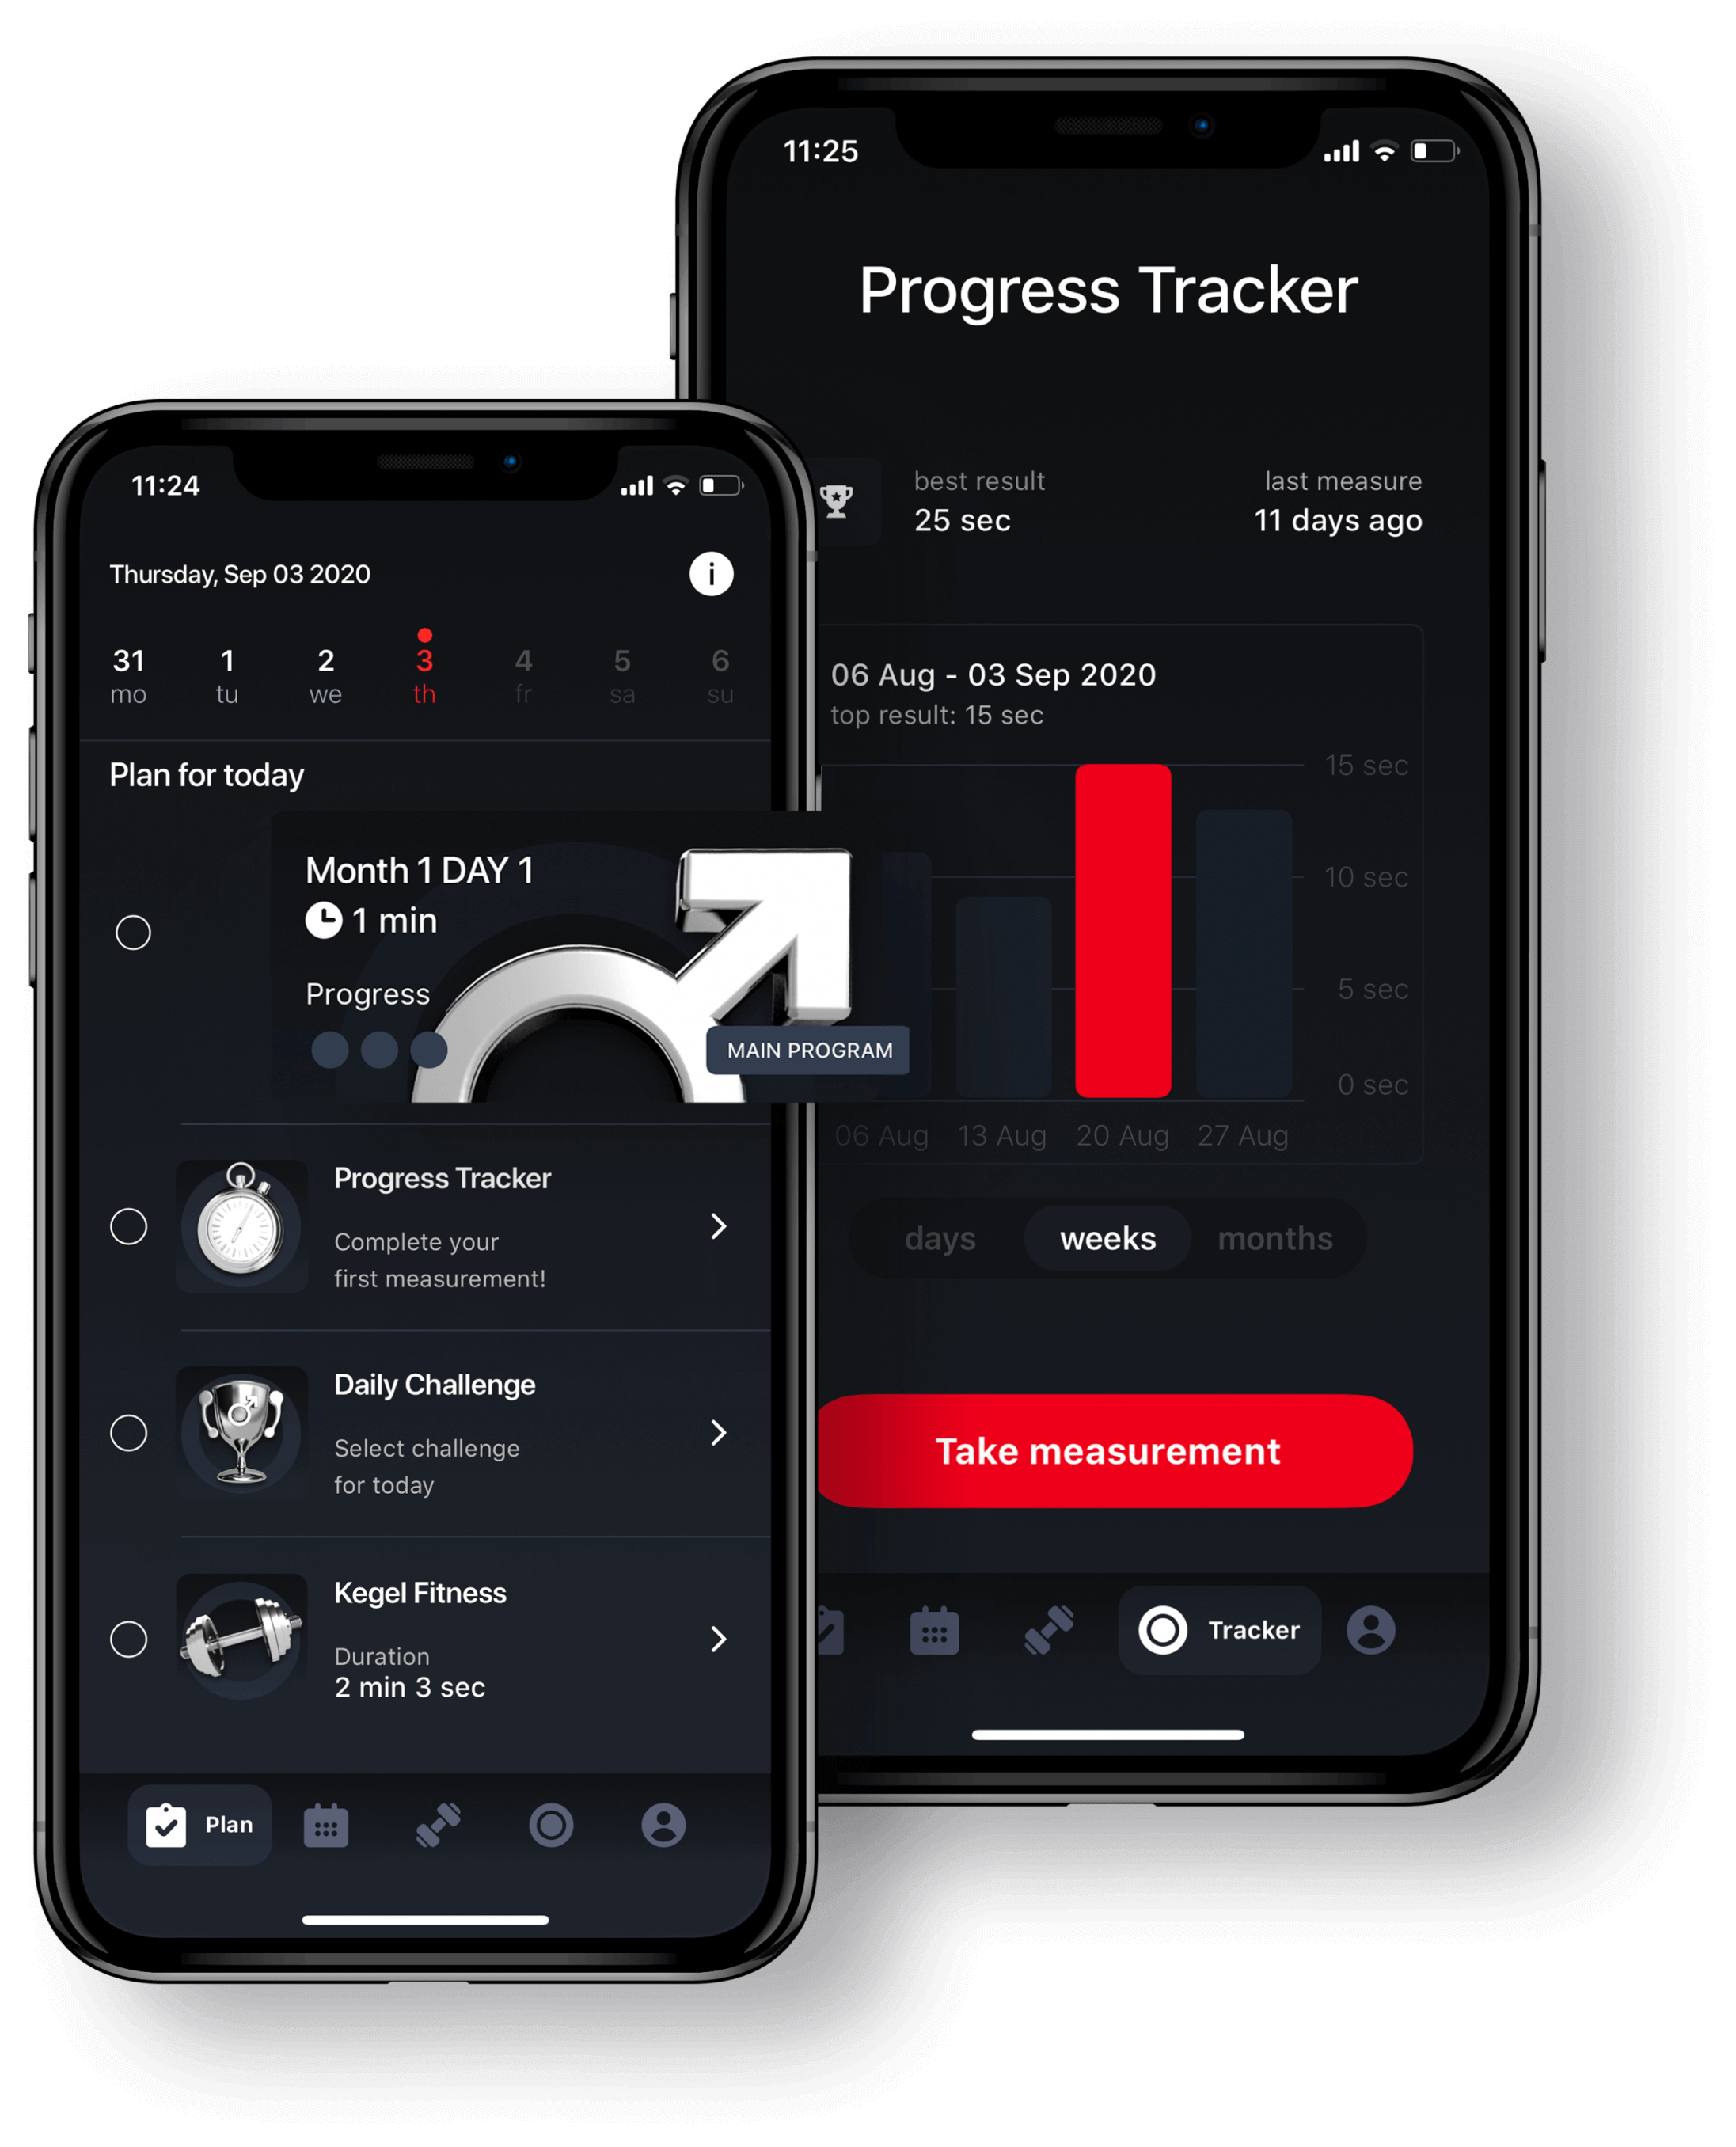 11:25
Progress Tracker
best result
25 sec
last measure
11 days ago
06 Aug - 03 Sep 2020
top result: 15 sec
15 sec
10 sec
5 sec
0 sec
06 Aug 13 Aug 20 Aug 27 Aug
days weeks months
Take measurement
Tracker
11:24
Thursday, Sep 03 2020
i
31 1 2 3 4 5 6
mo tu we th fr sa su
Plan for today
Month 1 DAY 1
1 min
Progress
MAIN PROGRAM
Progress Tracker
Complete your
first measurement!
Daily Challenge
Select challenge
for today
Kegel Fitness
Duration
2 min 3 sec
Plan